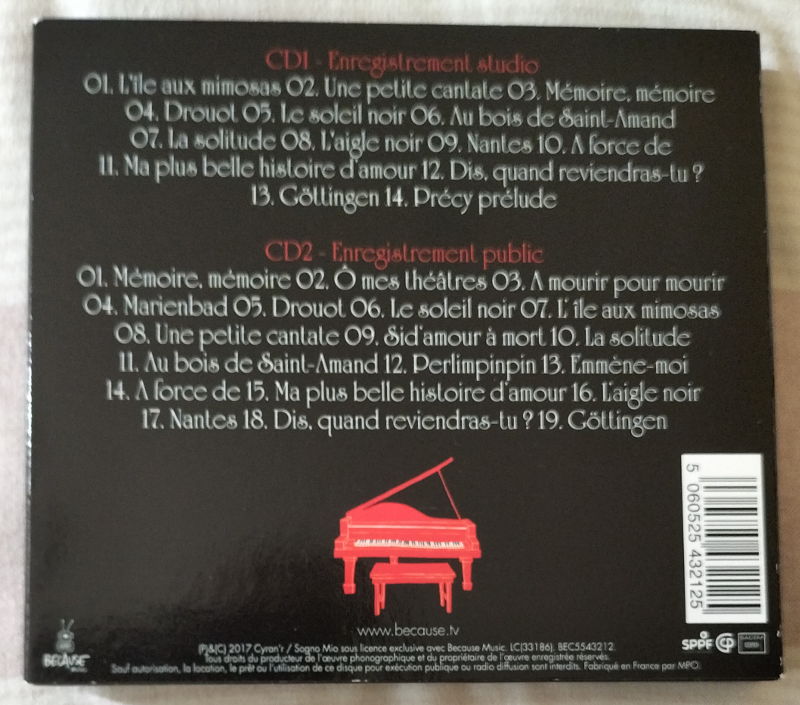 CD1 - Enregistrement studio
01. L'île aux mimosas 02. Une petite cantate 03. Mémoire, mémoire
04. Drouot 05. Le soleil noir 06. Au bois de Saint-Amand
07. La solitude 08. L'aigle noir 09. Nantes 10. A force de
11. Ma plus belle histoire d'amour 12. Dis, quand reviendras-tu ?
13. Göttingen 14. Précy prélude
CD2 - Enregistrement public
01. Mémoire, mémoire 02. Ô mes théâtres 03. A mourir pour mourir
04. Marienbad 05. Drouot 06. Le soleil noir 07. L' île aux mimosas
08. Une petite cantate 09. Sid'amour à mort 10. La solitude
11. Au bois de Saint-Amand 12. Perlimpinpin 13. Emmène-moi
14. A force de 15. Ma plus belle histoire d'amour 16. L'aigle noir
17. Nantes 18. Dis, quand reviendras-tu ? 19. Göttingen
5 060525 432125
www.because.tv
BECAUSE
(P)&(C) 2017 Cyran'r / Sogno Mio sous licence exclusive avec Because Music. LC(33186). BEC5543212.
Tous droits du producteur de l'œuvre phonographique et du propriétaire de l'œuvre enregistrée réservés.
Sauf autorisation, la location, le prêt ou l'utilisation de ce disque pour exécution publique ou radio diffusion sont interdits. Fabriqué en France par MPO.
SPPF
SACEM